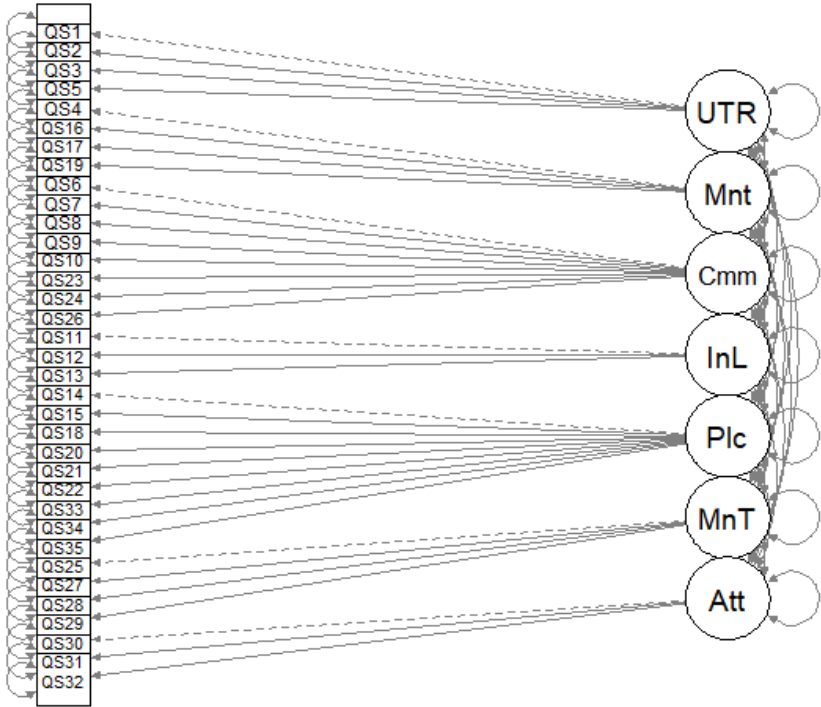 QS1
QS2
QS3
QS5
QS4
QS16
QS17
QS19
QS6
QS7
QS8
QS9
QS10
QS23
QS24
QS26
QS11
QS12
QS13
QS14
QS15
QS18
QS20
QS21
QS22
QS33
QS34
QS35
QS25
QS27
QS28
QS29
QS30
QS31
QS32
UTR
Mnt
Cmm
InL
Plc
MnT
Att